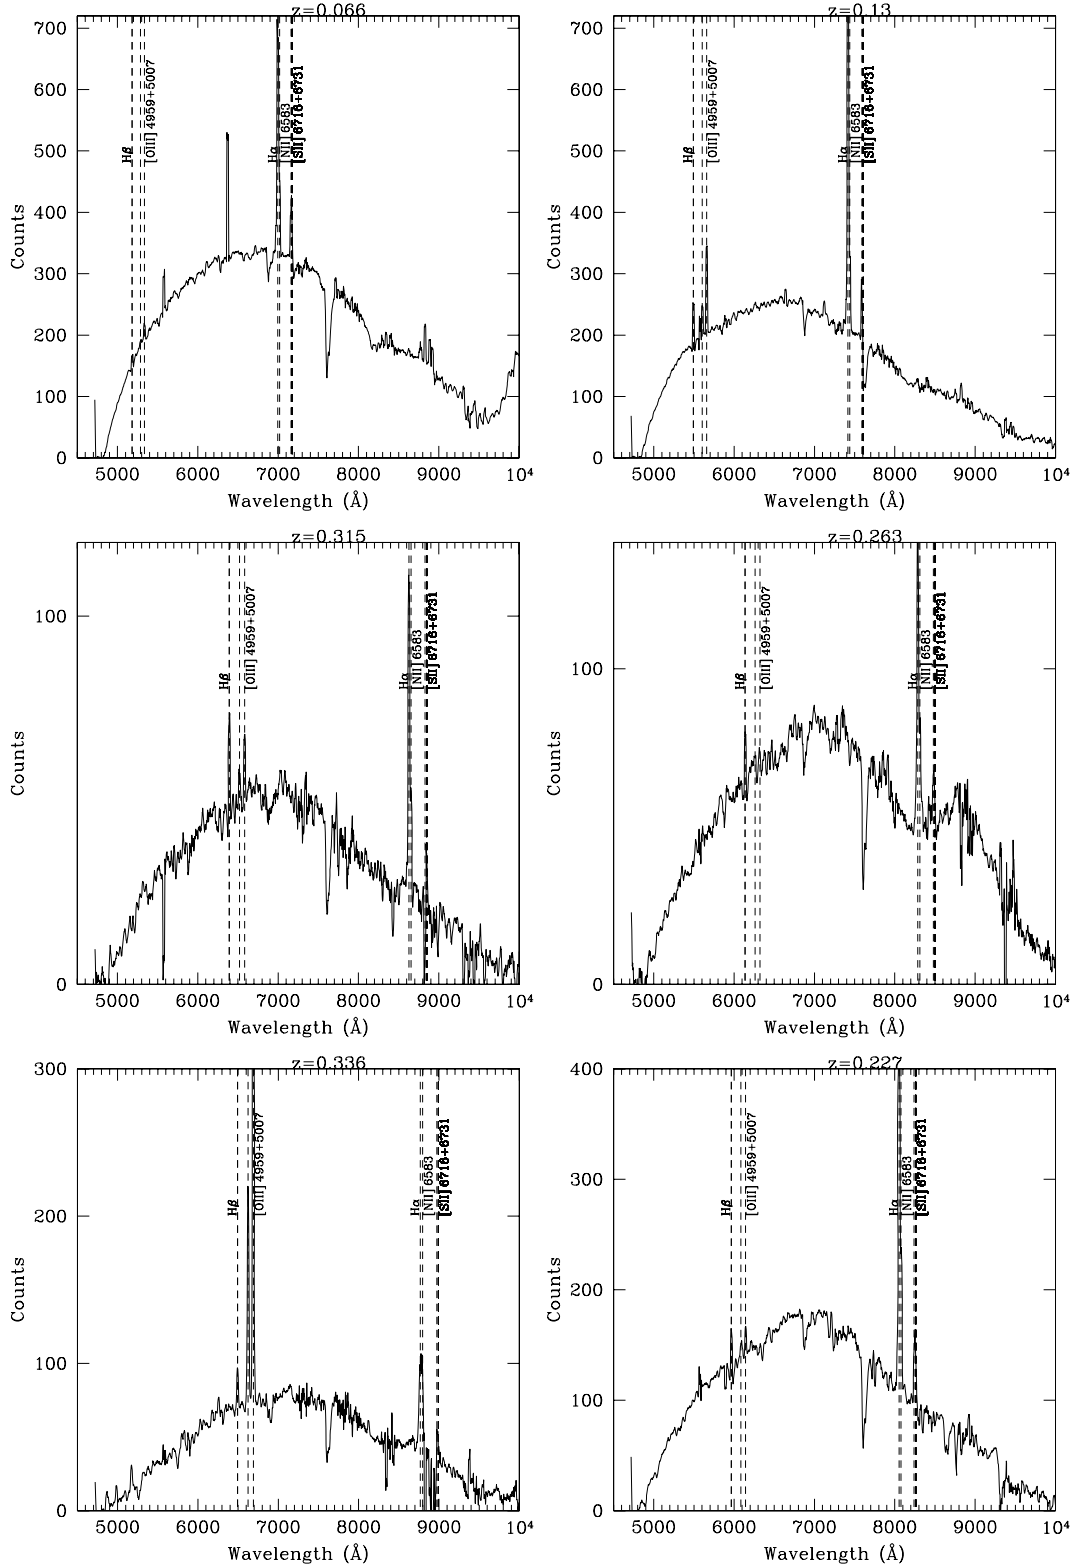 z=0.066
700
600
500
400
300
200
100
0
Counts
Hβ
[OIII] 4959+5007
Hα
[NII] 6583
[SII] 6716+6731
5000 6000 7000 8000 9000 10⁴
Wavelength (Å)
z=0.13
700
600
500
400
300
200
100
0
Counts
Hβ
[OIII] 4959+5007
Hα
[NII] 6583
[SII] 6716+6731
5000 6000 7000 8000 9000 10⁴
Wavelength (Å)
z=0.315
100
0
Counts
Hβ
[OIII] 4959+5007
Hα
[NII] 6583
[SII] 6716+6731
5000 6000 7000 8000 9000 10⁴
Wavelength (Å)
z=0.263
100
0
Counts
Hβ
[OIII] 4959+5007
Hα
[NII] 6583
[SII] 6716+6731
5000 6000 7000 8000 9000 10⁴
Wavelength (Å)
z=0.336
300
200
100
0
Counts
Hβ
[OIII] 4959+5007
Hα
[NII] 6583
[SII] 6716+6731
5000 6000 7000 8000 9000 10⁴
Wavelength (Å)
z=0.227
400
300
200
100
0
Counts
Hβ
[OIII] 4959+5007
Hα
[NII] 6583
[SII] 6716+6731
5000 6000 7000 8000 9000 10⁴
Wavelength (Å)